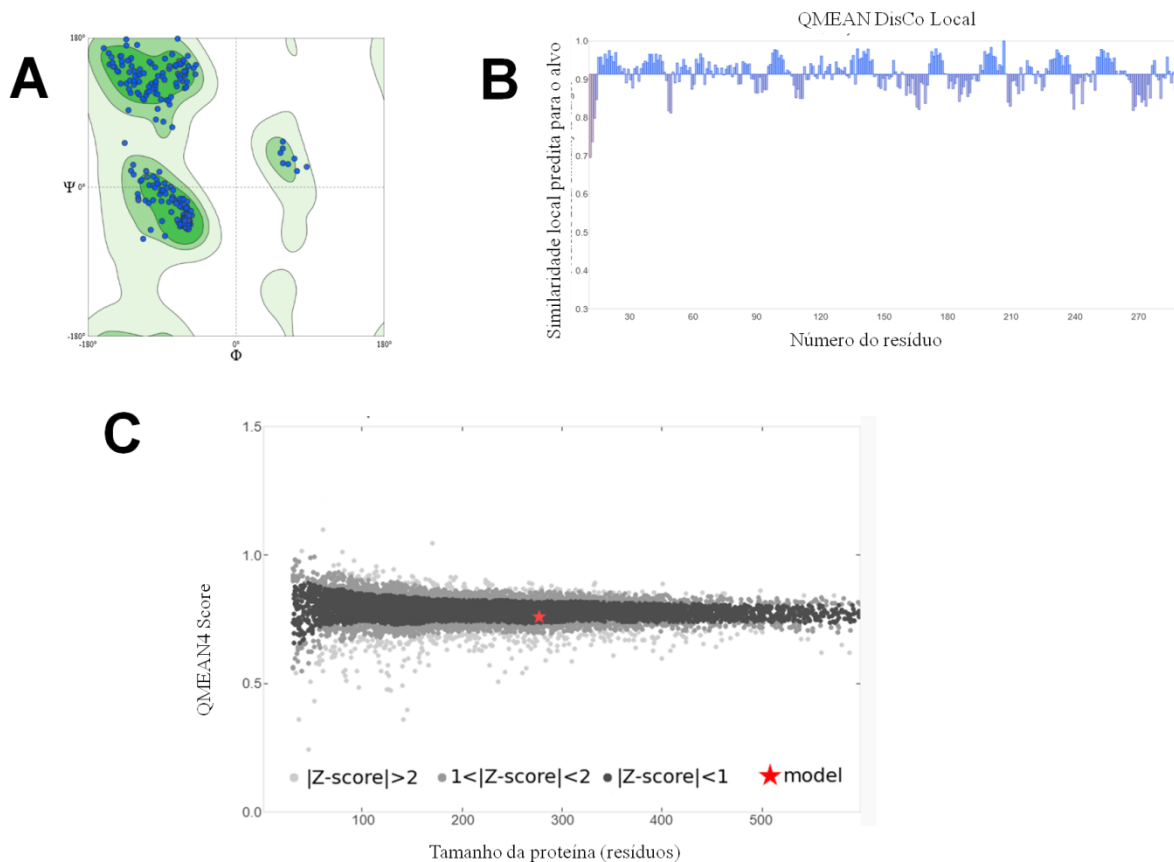 A
180°
Ψ 0°
-180°
-180°
0°
180°
Φ
B
QMEAN DisCo Local
Similaridade local predita para o alvo
1.0
0.9
0.8
0.7
0.6
0.5
0.4
0.3
30
60
90
120
150
180
210
240
270
Número do resíduo
C
QMEAN4 Score
1.5
1.0
0.5
0.0
|Z-score|>2
1<|Z-score|<2
|Z-score|<1
model
100
200
300
400
500
Tamanho da proteína (resíduos)